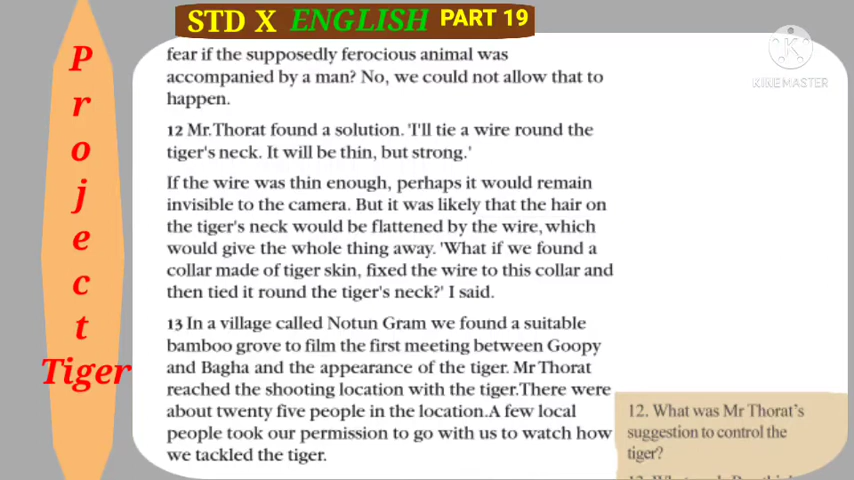 STD X ENGLISH PART 19
Project
Tiger
KINEMASTER
fear if the supposedly ferocious animal was
accompanied by a man? No, we could not allow that to
happen.
12 Mr.Thorat found a solution. 'I'll tie a wire round the
tiger's neck. It will be thin, but strong.'
If the wire was thin enough, perhaps it would remain
invisible to the camera. But it was likely that the hair on
the tiger's neck would be flattened by the wire, which
would give the whole thing away. 'What if we found a
collar made of tiger skin, fixed the wire to this collar and
then tied it round the tiger's neck?' I said.
13 In a village called Notun Gram we found a suitable
bamboo grove to film the first meeting between Goopy
and Bagha and the appearance of the tiger. Mr Thorat
reached the shooting location with the tiger.There were
about twenty five people in the location.A few local
people took our permission to go with us to watch how
we tackled the tiger.
12. What was Mr Thorat's
suggestion to control the
tiger?